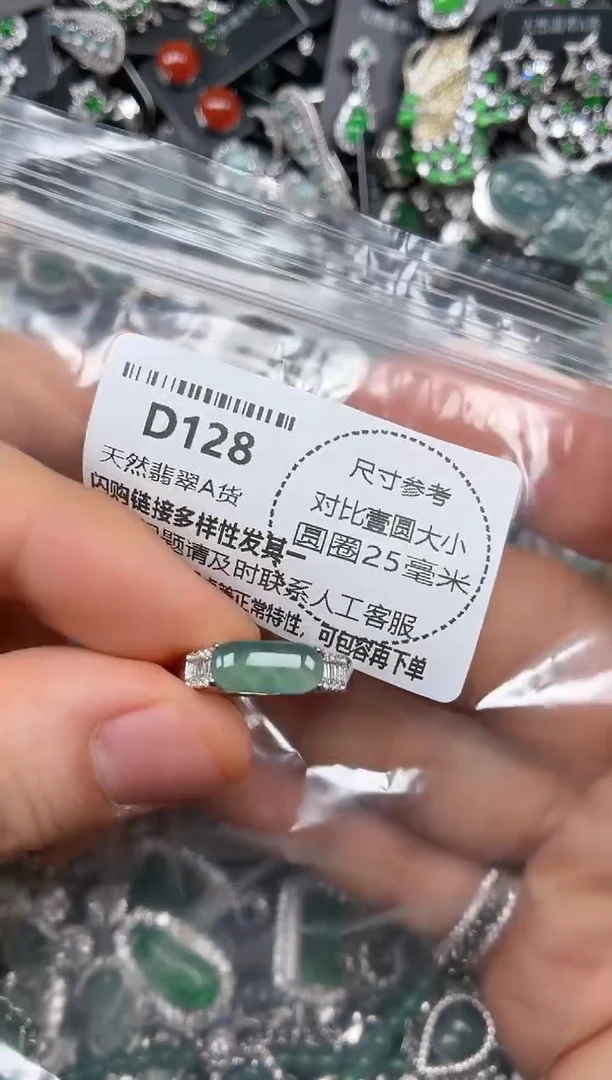 D128
天然翡翠A货
闪购链接多样性发其一
题请及时联系人工客服
正常特性，可包容再下单
尺寸参考
对比壹圆大小
圆圈25毫米